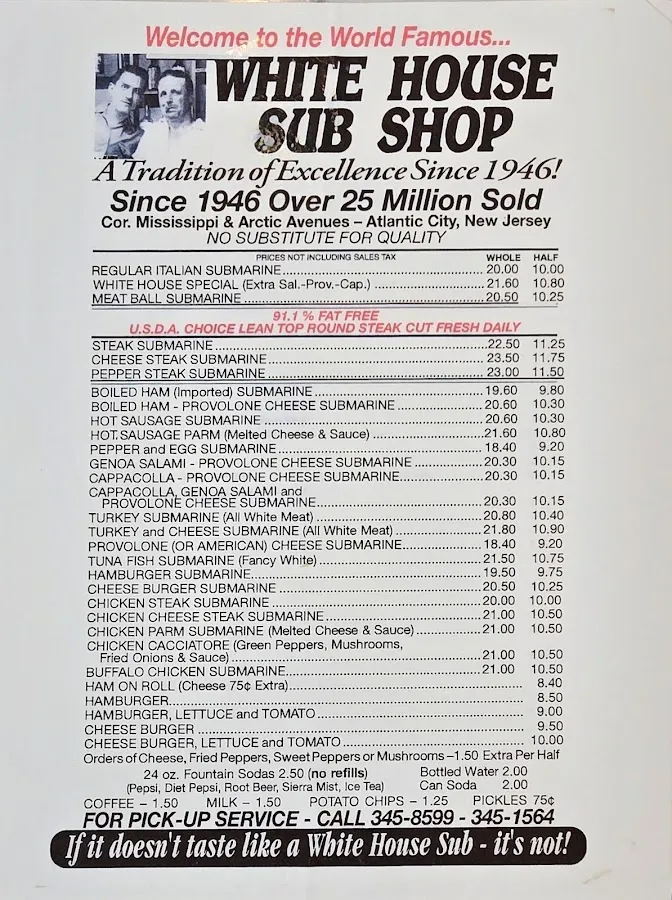 Welcome to the World Famous...
WHITE HOUSE
SUB SHOP
A Tradition of Excellence Since 1946!
Since 1946 Over 25 Million Sold
Cor. Mississippi & Arctic Avenues – Atlantic City, New Jersey
NO SUBSTITUTE FOR QUALITY
PRICES NOT INCLUDING SALES TAX WHOLE HALF
REGULAR ITALIAN SUBMARINE 20.00 10.00
WHITE HOUSE SPECIAL (Extra Sal.-Prov.-Cap.) 21.60 10.80
MEAT BALL SUBMARINE 20.50 10.25
91.1 % FAT FREE
U.S.D.A. CHOICE LEAN TOP ROUND STEAK CUT FRESH DAILY
STEAK SUBMARINE 22.50 11.25
CHEESE STEAK SUBMARINE 23.50 11.75
PEPPER STEAK SUBMARINE 23.00 11.50
BOILED HAM (Imported) SUBMARINE 19.60 9.80
BOILED HAM - PROVOLONE CHEESE SUBMARINE 20.60 10.30
HOT SAUSAGE SUBMARINE 20.60 10.30
HOT SAUSAGE PARM (Melted Cheese & Sauce) 21.60 10.80
PEPPER and EGG SUBMARINE 18.40 9.20
GENOA SALAMI - PROVOLONE CHEESE SUBMARINE 20.30 10.15
CAPPACOLLA - PROVOLONE CHEESE SUBMARINE 20.30 10.15
CAPPACOLLA, GENOA SALAMI and
PROVOLONE CHEESE SUBMARINE 20.30 10.15
TURKEY SUBMARINE (All White Meat) 20.80 10.40
TURKEY and CHEESE SUBMARINE (All White Meat) 21.80 10.90
PROVOLONE (OR AMERICAN) CHEESE SUBMARINE 18.40 9.20
TUNA FISH SUBMARINE (Fancy White) 21.50 10.75
HAMBURGER SUBMARINE 19.50 9.75
CHEESE BURGER SUBMARINE 20.50 10.25
CHICKEN STEAK SUBMARINE 20.00 10.00
CHICKEN CHEESE STEAK SUBMARINE 21.00 10.50
CHICKEN PARM SUBMARINE (Melted Cheese & Sauce) 21.00 10.50
CHICKEN CACCIATORE (Green Peppers, Mushrooms,
Fried Onions & Sauce) 21.00 10.50
BUFFALO CHICKEN SUBMARINE 21.00 10.50
HAM ON ROLL (Cheese 75¢ Extra) 8.40
HAMBURGER 8.50
HAMBURGER, LETTUCE and TOMATO 9.00
CHEESE BURGER 9.50
CHEESE BURGER, LETTUCE and TOMATO 10.00
Orders of Cheese, Fried Peppers, Sweet Peppers or Mushrooms –1.50 Extra Per Half
24 oz. Fountain Sodas 2.50 (no refills) Bottled Water 2.00
(Pepsi, Diet Pepsi, Root Beer, Sierra Mist, Ice Tea) Can Soda 2.00
COFFEE – 1.50 MILK – 1.50 POTATO CHIPS – 1.25 PICKLES 75¢
FOR PICK-UP SERVICE - CALL 345-8599 - 345-1564
If it doesn't taste like a White House Sub - it's not!